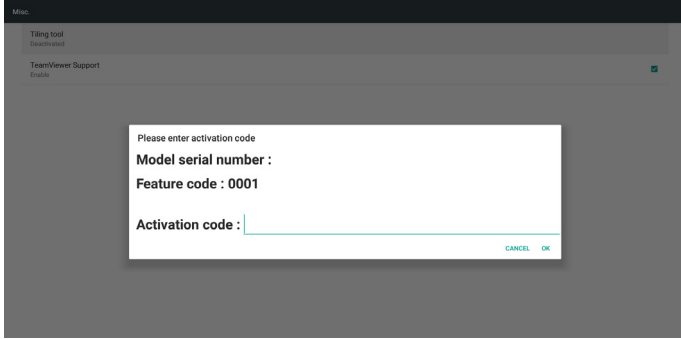 Misc.
Tiling tool
Deactivated
TeamViewer Support
Enable
Please enter activation code
Model serial number :
Feature code : 0001
Activation code :
CANCEL OK